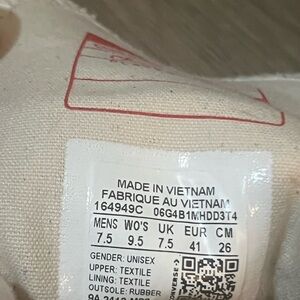 MADE IN VIETNAM
FABRIQUE AU VIETNAM
164949C 06G4B1MHDD3T4
MENS WO'S UK EUR CM
7.5 9.5 7.5 41 26
GENDER: UNISEX
UPPER: TEXTILE
LINING: TEXTILE
OUTSOLE: RUBBER
CONVERSE